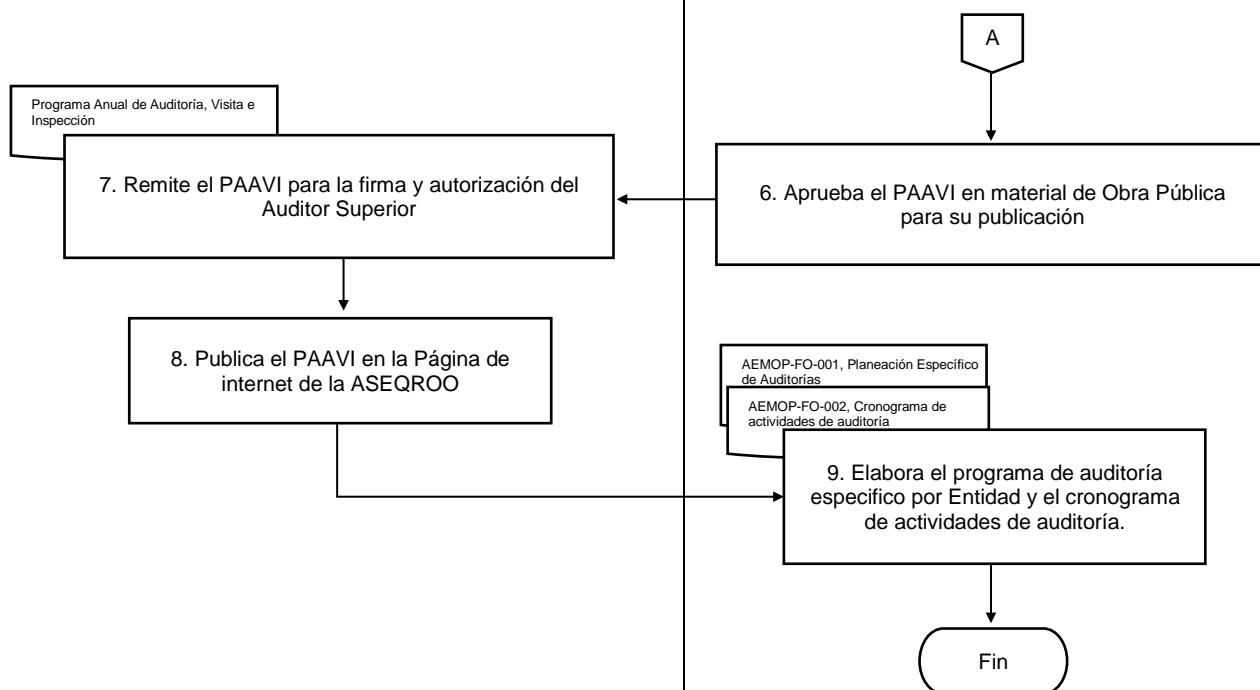 A
6. Aprueba el PAAVI en material de Obra Pública
para su publicación
Programa Anual de Auditoría, Visita e
Inspección
7. Remite el PAAVI para la firma y autorización del
Auditor Superior
8. Publica el PAAVI en la Página de
internet de la ASEQROO
AEMOP-FO-001, Planeación Específico
de Auditorías
AEMOP-FO-002, Cronograma de
actividades de auditoría
9. Elabora el programa de auditoría
especifico por Entidad y el cronograma
de actividades de auditoría.
Fin